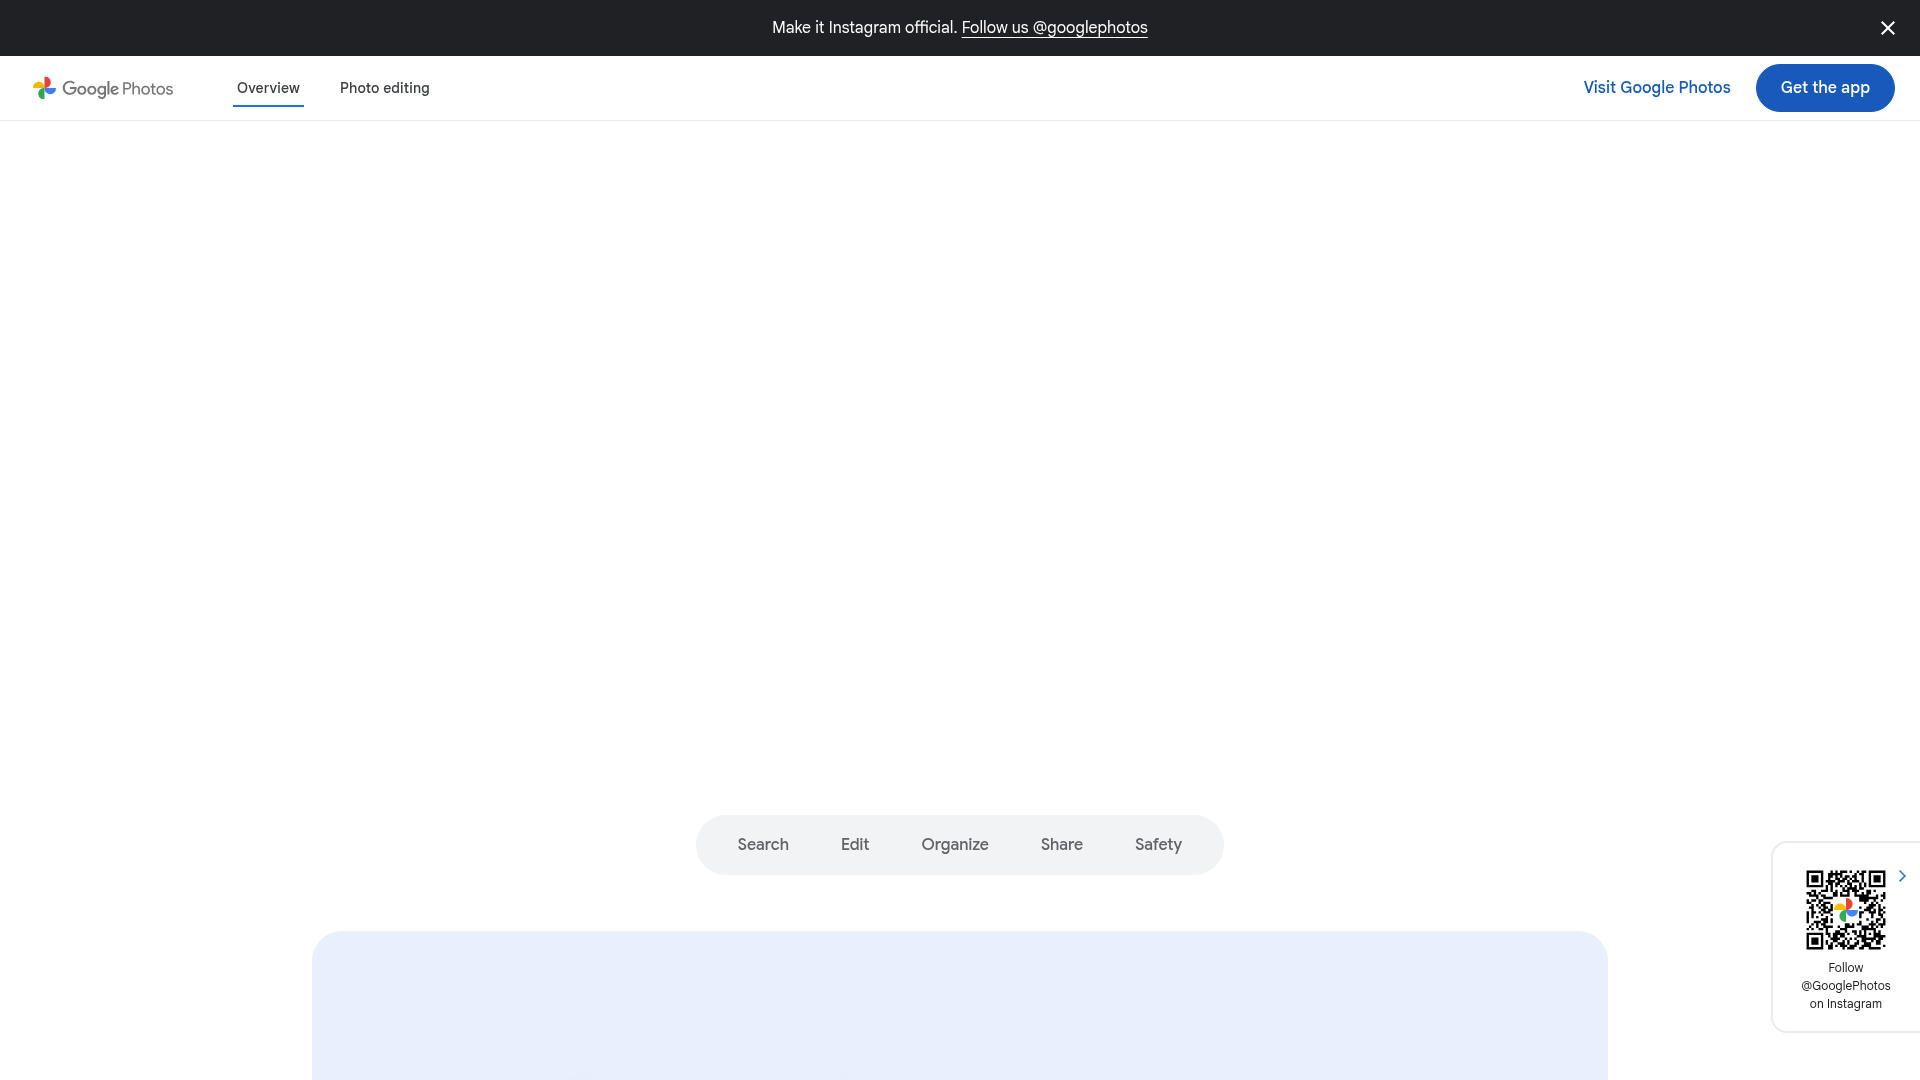 Make it Instagram official. Follow us @googlephotos
Google Photos
Overview
Photo editing
Visit Google Photos
Get the app
Search
Edit
Organize
Share
Safety
Follow
@GooglePhotos
on Instagram